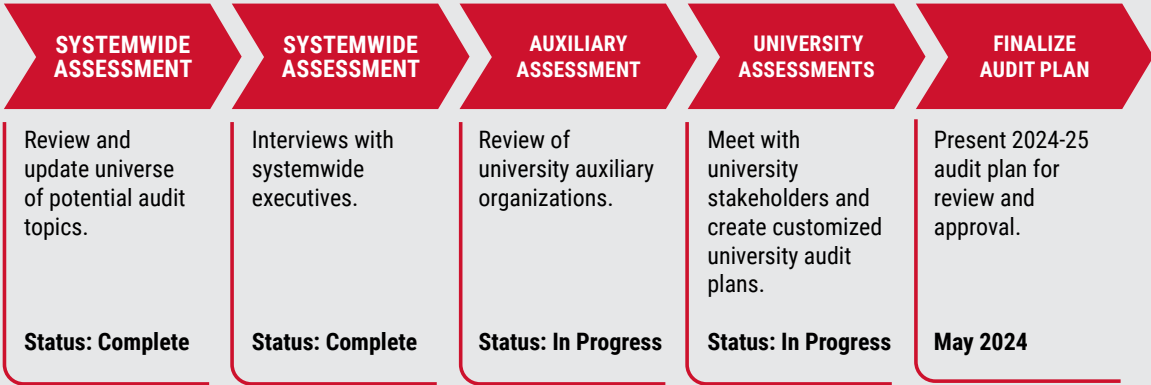 SYSTEMWIDE
ASSESSMENT
Review and
update universe
of potential audit
topics.
Status: Complete
SYSTEMWIDE
ASSESSMENT
Interviews with
systemwide
executives.
Status: Complete
AUXILIARY
ASSESSMENT
Review of
university auxiliary
organizations.
Status: In Progress
UNIVERSITY
ASSESSMENTS
Meet with
university
stakeholders and
create customized
university audit
plans.
Status: In Progress
FINALIZE
AUDIT PLAN
Present 2024-25
audit plan for
review and
approval.
May 2024